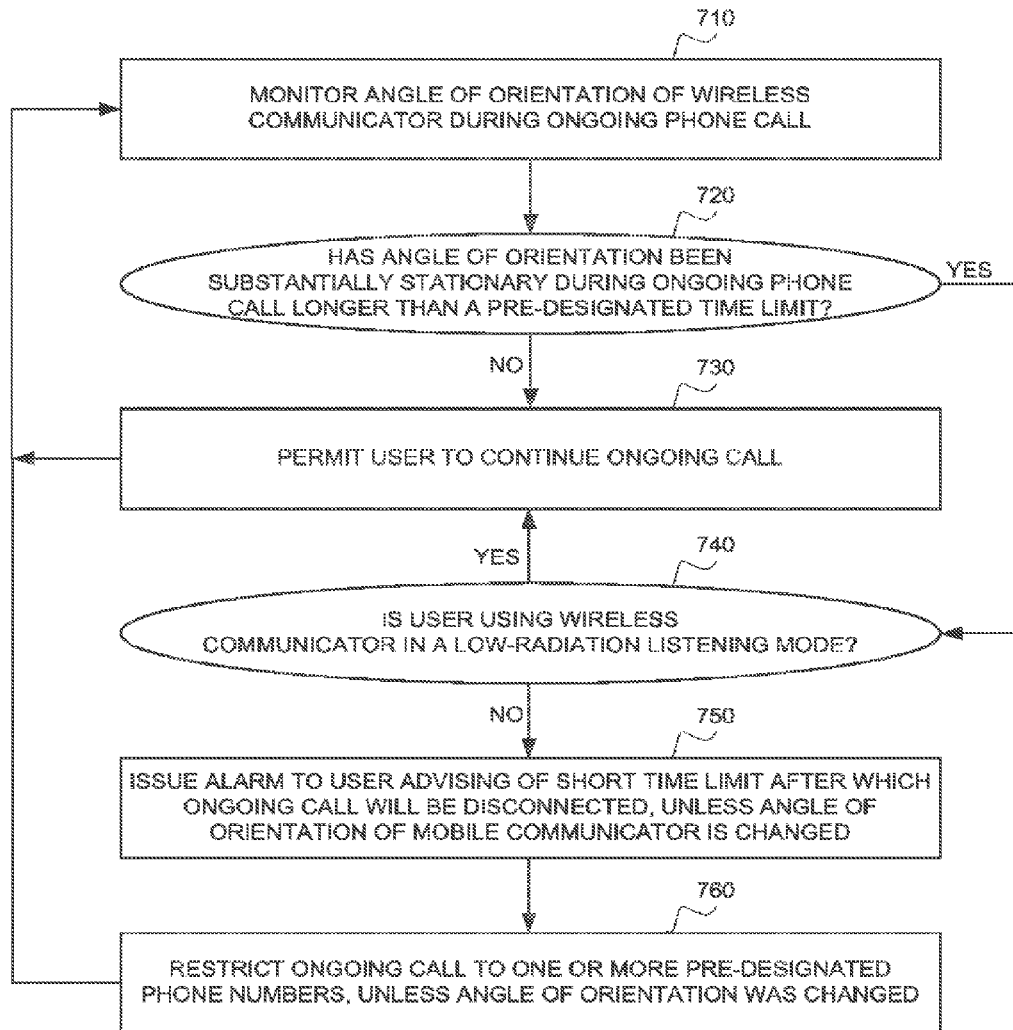 710
MONITOR ANGLE OF ORIENTATION OF WIRELESS
COMMUNICATOR DURING ONGOING PHONE CALL
720
HAS ANGLE OF ORIENTATION BEEN
SUBSTANTIALLY STATIONARY DURING ONGOING PHONE
CALL LONGER THAN A PRE-DESIGNATED TIME LIMIT?
YES
NO
730
PERMIT USER TO CONTINUE ONGOING CALL
YES
740
IS USER USING WIRELESS
COMMUNICATOR IN A LOW-RADIATION LISTENING MODE?
NO
750
ISSUE ALARM TO USER ADVISING OF SHORT TIME LIMIT AFTER WHICH
ONGOING CALL WILL BE DISCONNECTED, UNLESS ANGLE OF
ORIENTATION OF MOBILE COMMUNICATOR IS CHANGED
760
RESTRICT ONGOING CALL TO ONE OR MORE PRE-DESIGNATED
PHONE NUMBERS, UNLESS ANGLE OF ORIENTATION WAS CHANGED